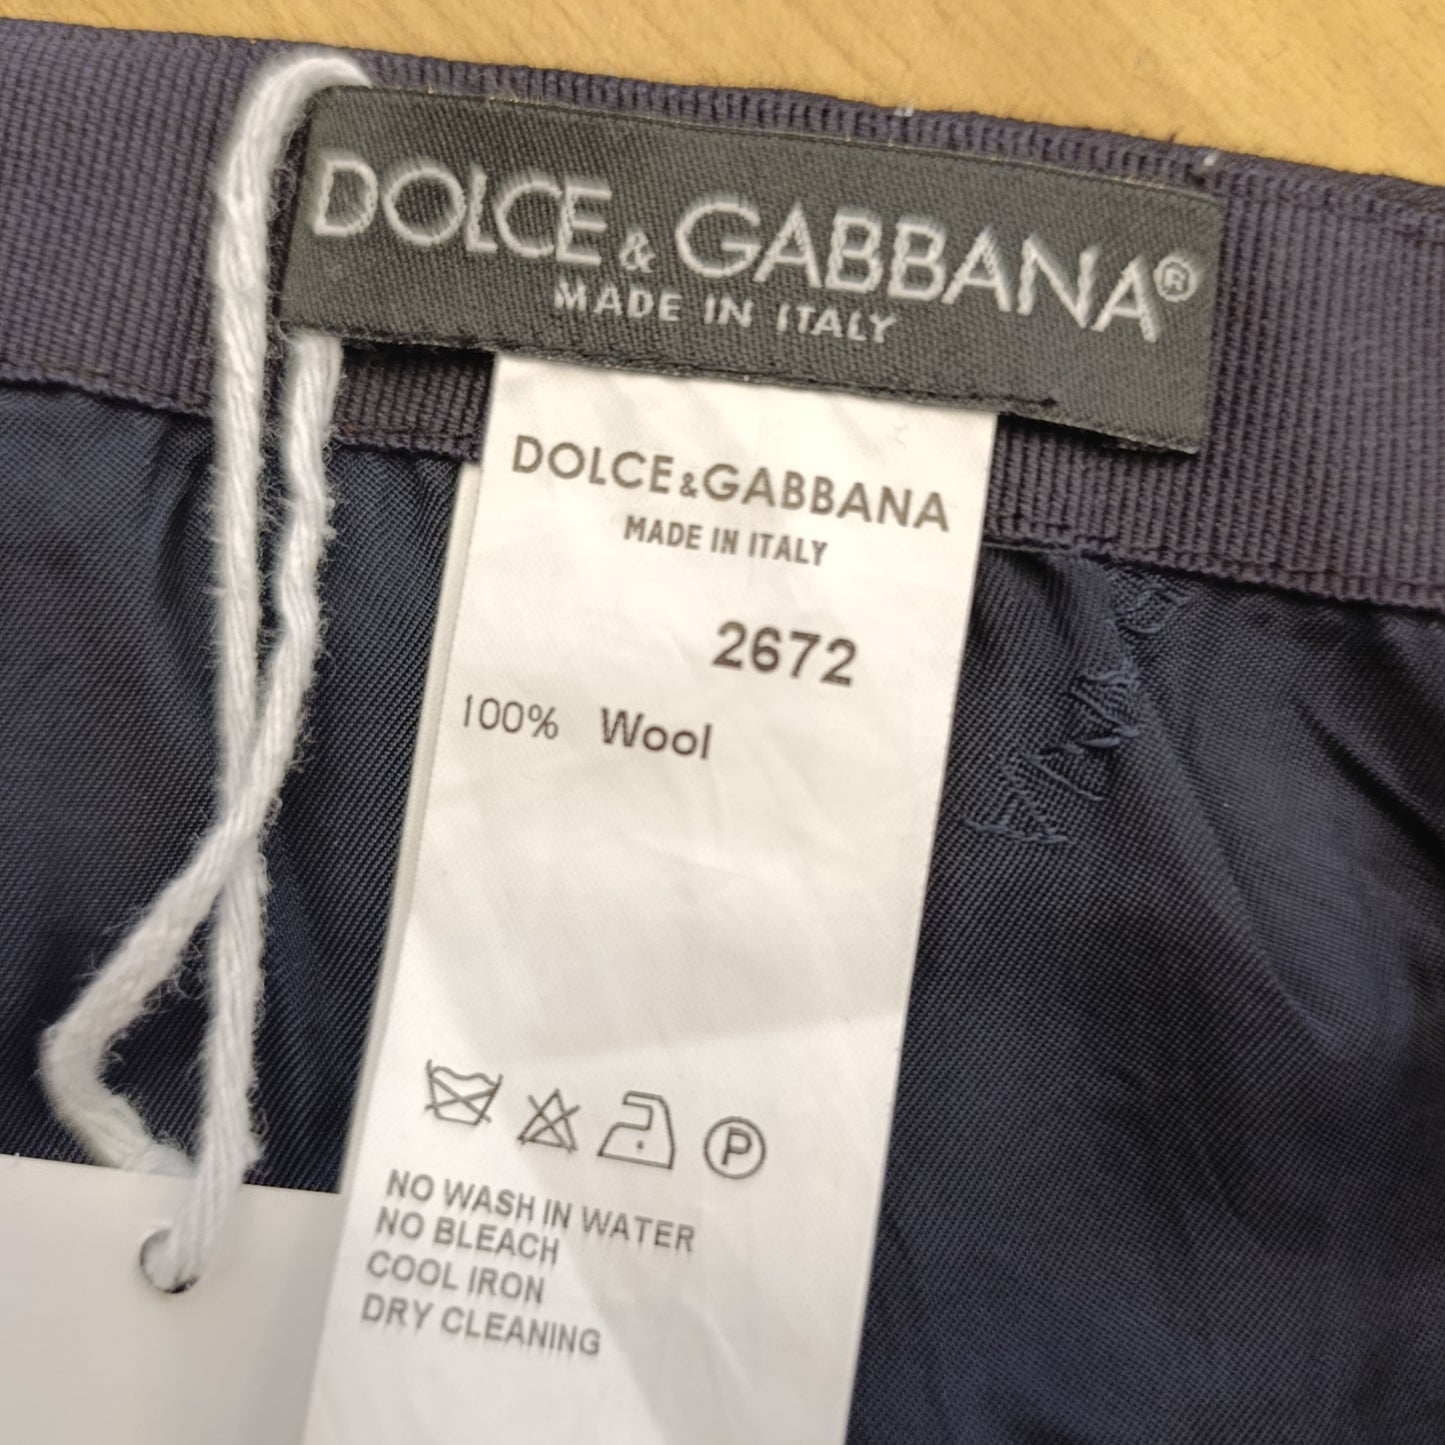 DOLCE & GABBANA®
MADE IN ITALY
DOLCE&GABBANA
MADE IN ITALY
2672
100% Wool
P
NO WASH IN WATER
NO BLEACH
COOL IRON
DRY CLEANING